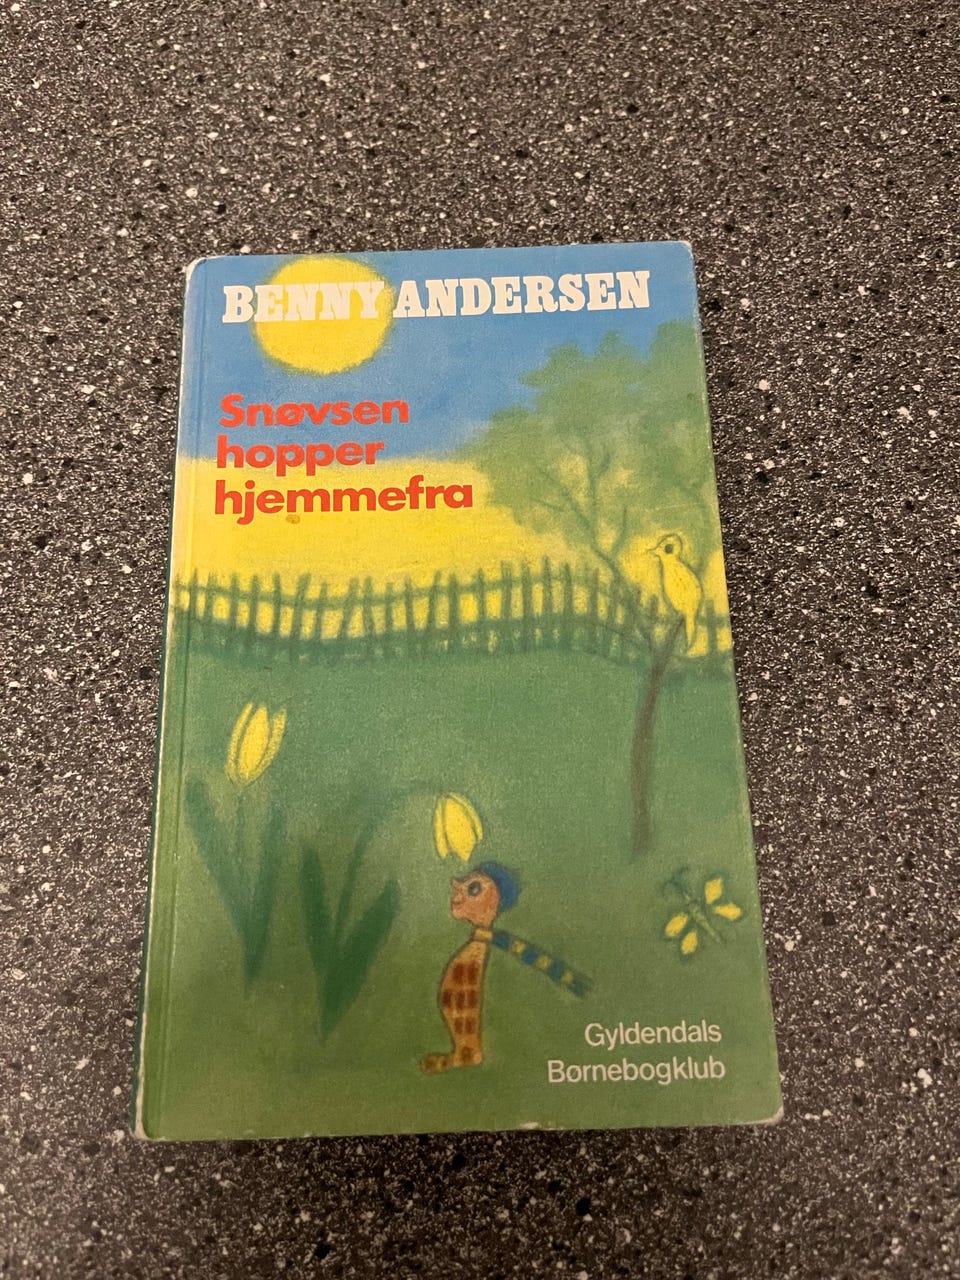 BENNY ANDERSEN
Snøvsen
hopper
hjemmefra
Gyldendals
Børnebogklub